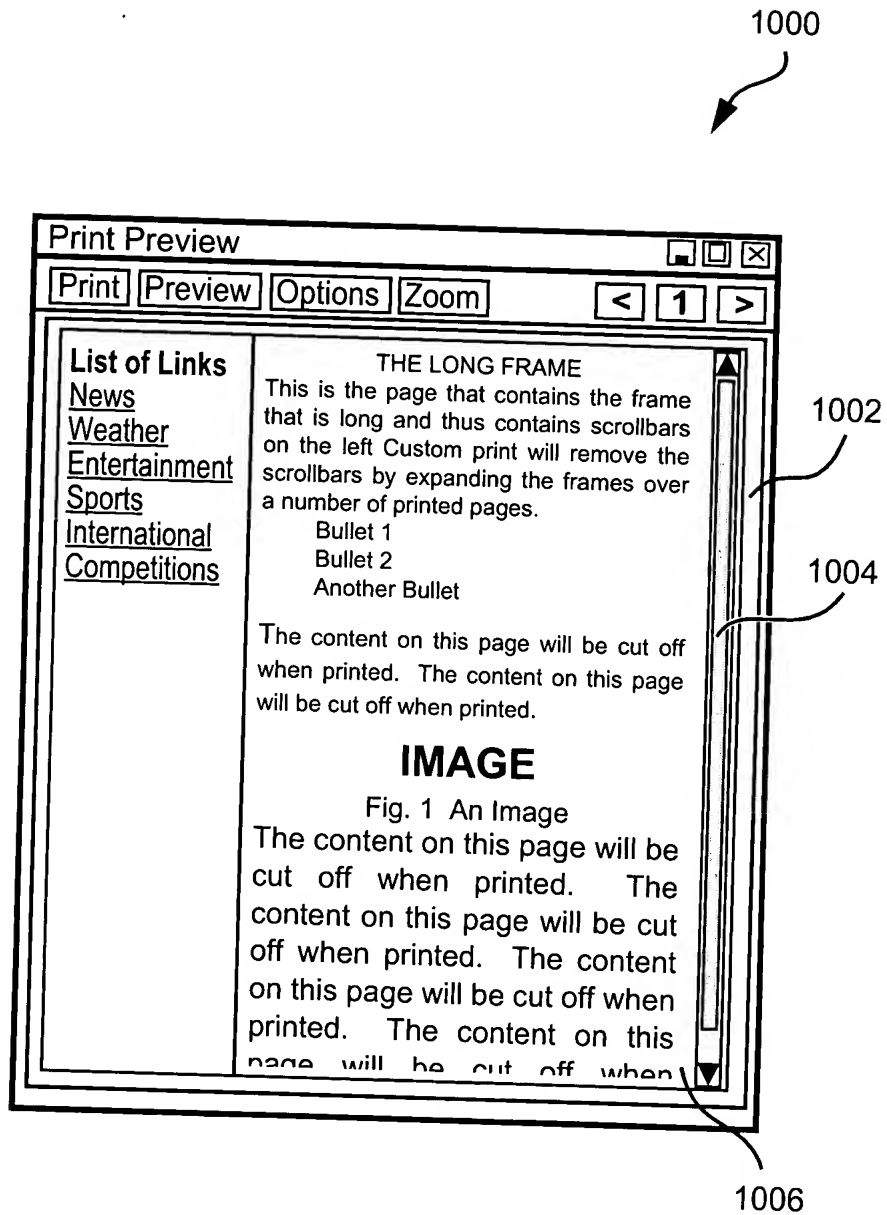 1000
Print Preview
Print Preview Options Zoom < 1 >
List of Links
News
Weather
Entertainment
Sports
International
Competitions
THE LONG FRAME
This is the page that contains the frame
that is long and thus contains scrollbars
on the left Custom print will remove the
scrollbars by expanding the frames over
a number of printed pages.
Bullet 1
Bullet 2
Another Bullet
The content on this page will be cut off
when printed. The content on this page
will be cut off when printed.
IMAGE
Fig. 1 An Image
The content on this page will be
cut off when printed. The
content on this page will be cut
off when printed. The content
on this page will be cut off when
printed. The content on this
page will be cut off when
1002
1004
1006